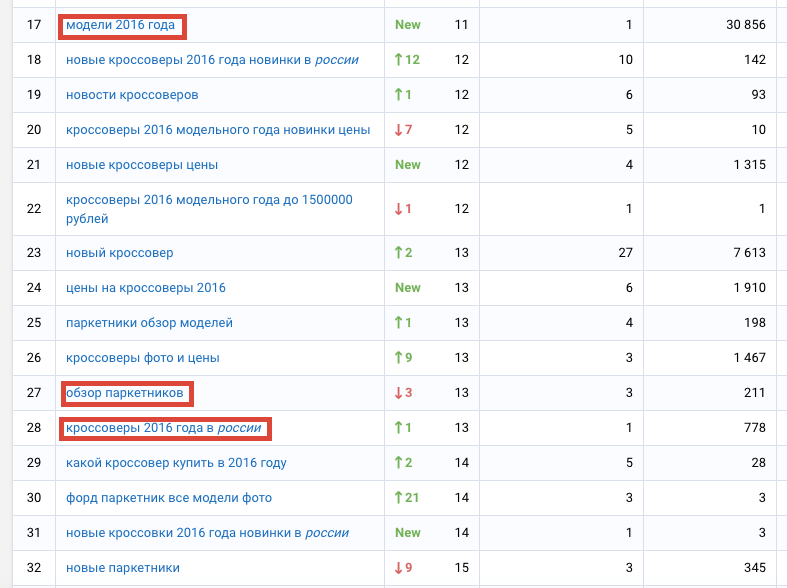 17 модели 2016 года New 11 1 30 856
18 новые кроссоверы 2016 года новинки в россии ↑12 12 10 142
19 новости кроссоверов ↑1 12 6 93
20 кроссоверы 2016 модельного года новинки цены ↓7 12 5 10
21 новые кроссоверы цены New 12 4 1 315
22 кроссоверы 2016 модельного года до 1500000
рублей ↓1 12 1 1
23 новый кроссовер ↑2 13 27 7 613
24 цены на кроссоверы 2016 New 13 6 1 910
25 паркетники обзор моделей ↑1 13 4 198
26 кроссоверы фото и цены ↑9 13 3 1 467
27 обзор паркетников ↓3 13 3 211
28 кроссоверы 2016 года в россии ↑1 13 1 778
29 какой кроссовер купить в 2016 году ↑2 14 5 28
30 форд паркетник все модели фото ↑21 14 3 3
31 новые кроссовки 2016 года новинки в россии New 14 1 3
32 новые паркетники ↓9 15 3 345